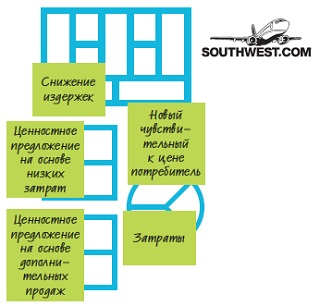 SOUTHWEST.COM
Снижение
издержек
Новый
чувстви-
тельный
к цене
потребитель
Ценностное
предложение
на основе
низких
затрат
Ценностное
предложение
на основе
дополни-
тельных
продаж
Затраты